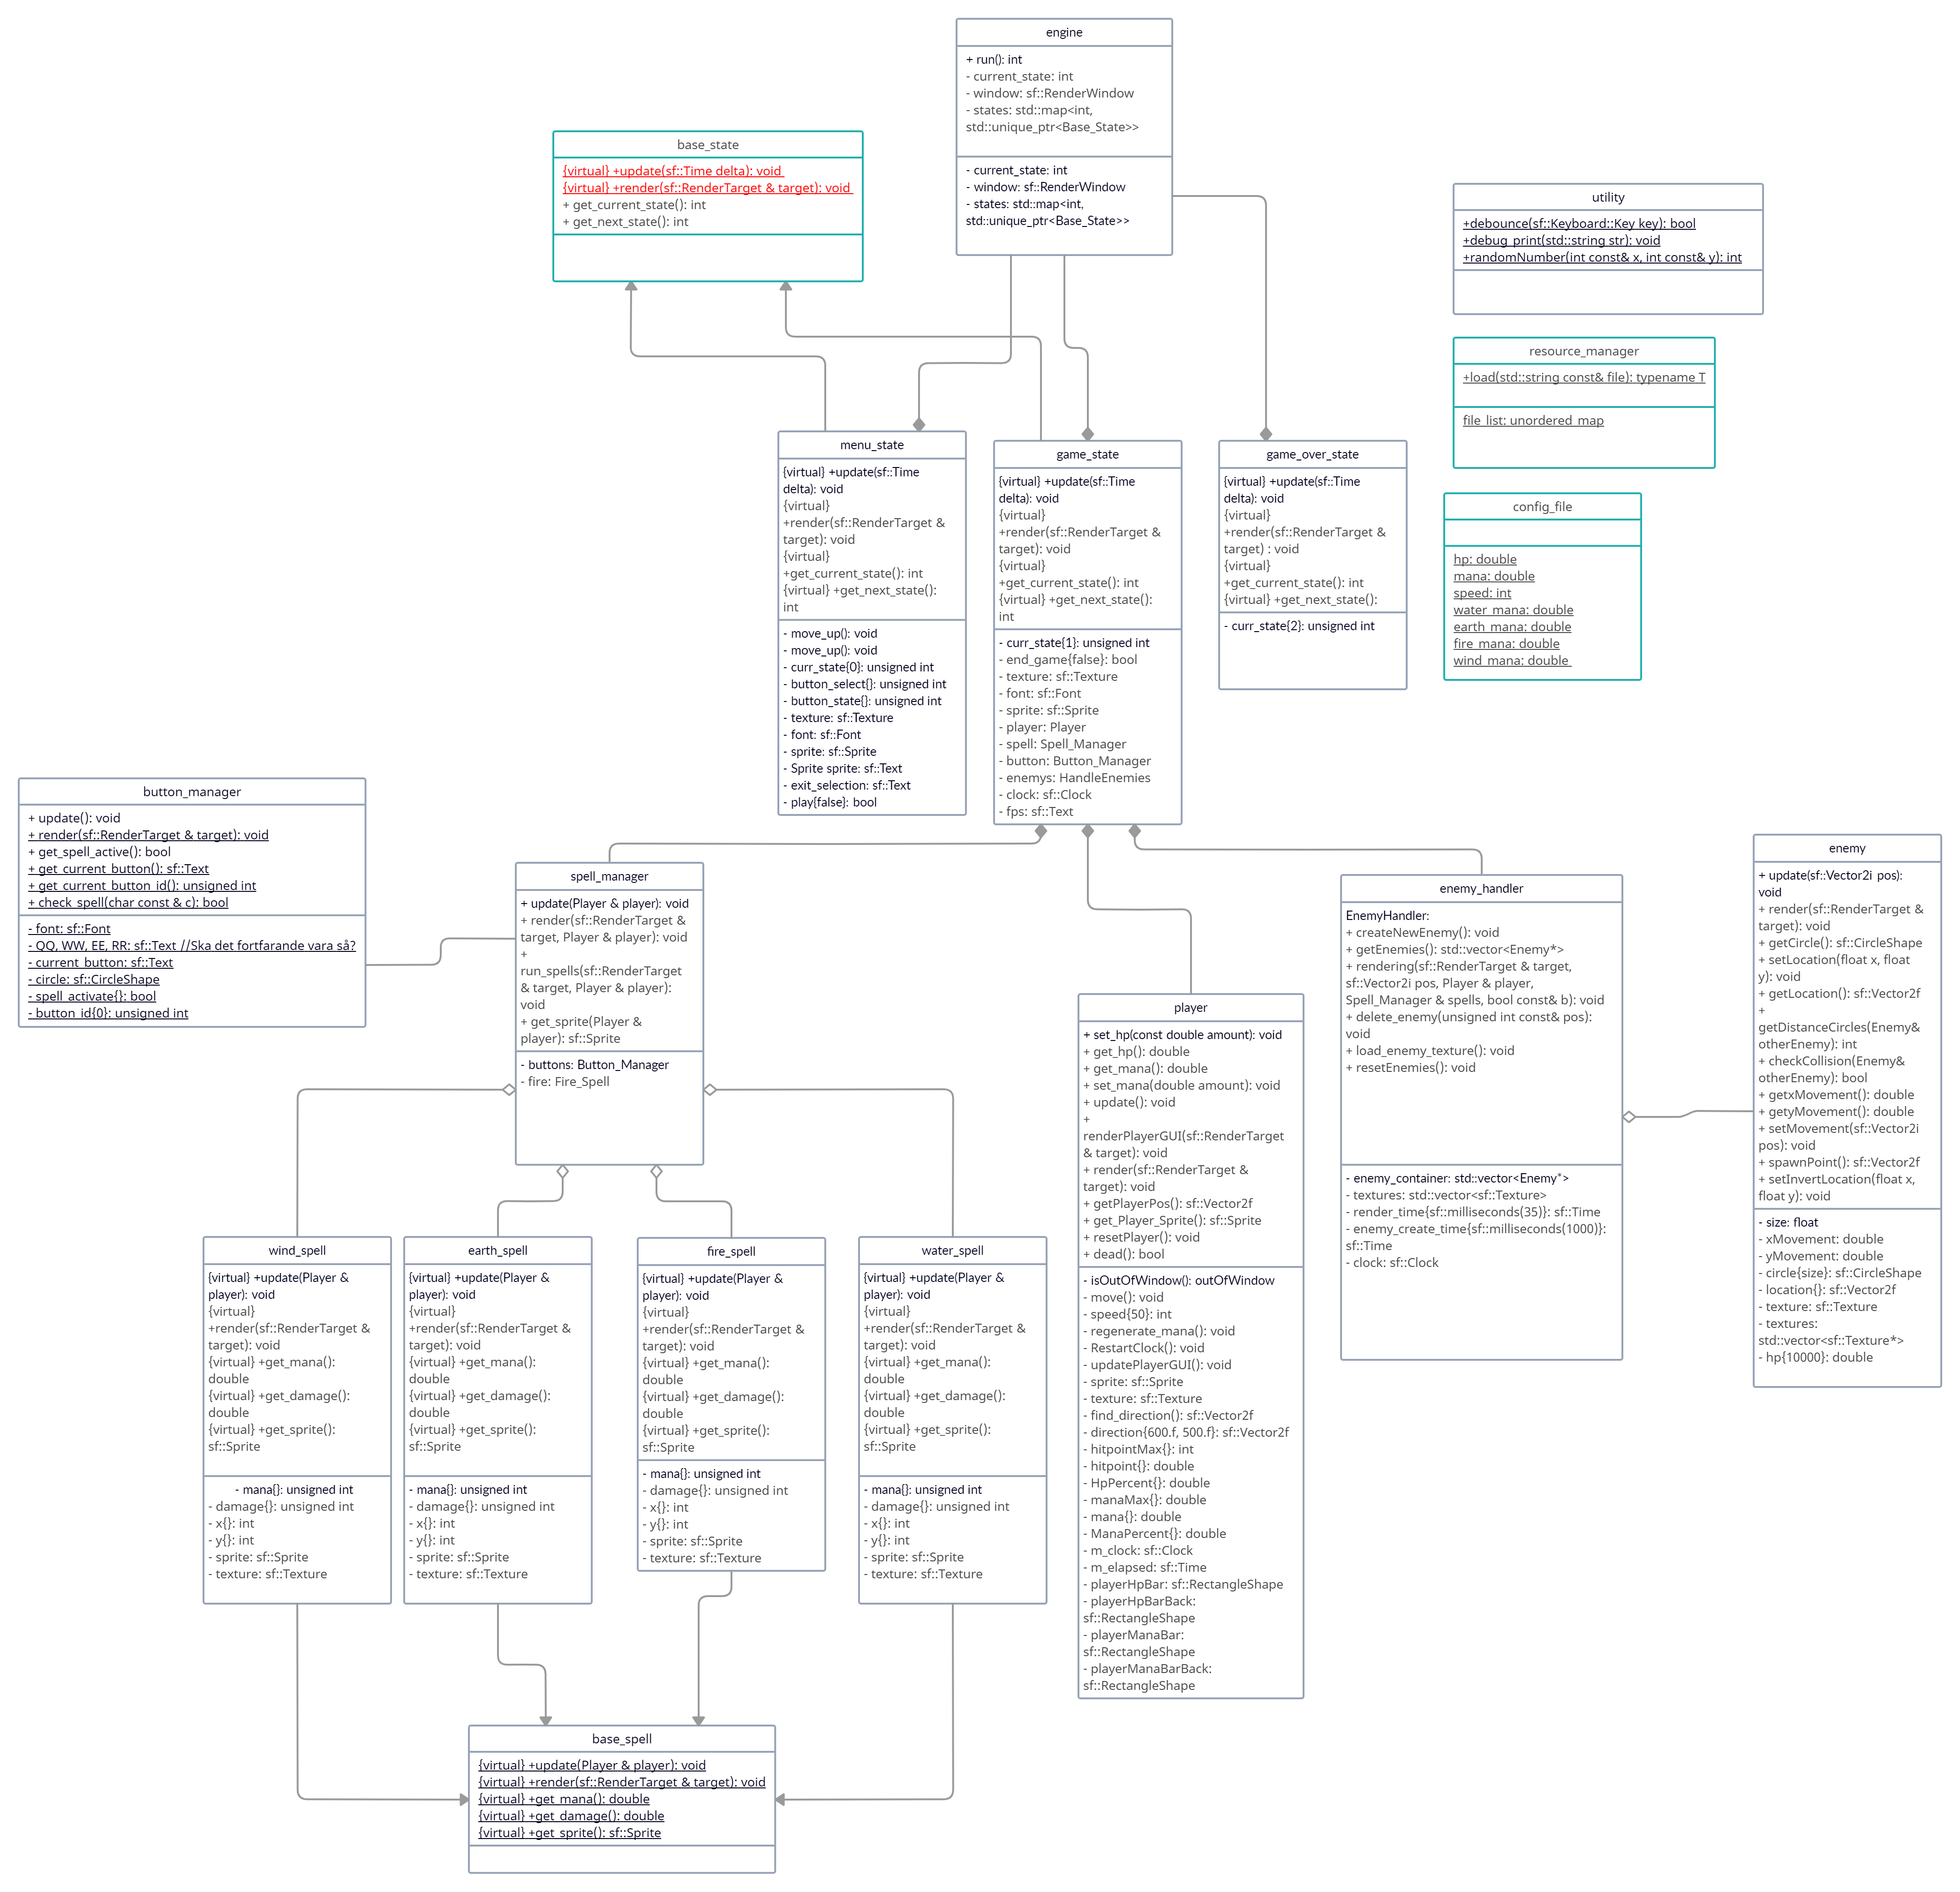 engine
+ run(): int
- current_state: int
- window: sf::RenderWindow
- states: std::map<int,
std::unique_ptr<Base_State>>
- current_state: int
- window: sf::RenderWindow
- states: std::map<int,
std::unique_ptr<Base_State>>
base_state
{virtual} +update(sf::Time delta): void
{virtual} +render(sf::RenderTarget & target): void
+ get_current_state(): int
+ get_next_state(): int
utility
+debounce(sf::Keyboard::Key key): bool
+debug_print(std::string str): void
+randomNumber(int const& x, int const& y): int
resource_manager
+load(std::string const& file): typename T
file_list: unordered_map
config_file
hp: double
mana: double
speed: int
water_mana: double
earth_mana: double
fire_mana: double
wind_mana: double
menu_state
{virtual} +update(sf::Time
delta): void
{virtual}
+render(sf::RenderTarget &
target): void
{virtual}
+get_current_state(): int
{virtual} +get_next_state():
int
- move_up(): void
- move_up(): void
- curr_state{0}: unsigned int
- button_select{}: unsigned int
- button_state{}: unsigned int
- texture: sf::Texture
- font: sf::Font
- sprite: sf::Sprite
- Sprite sprite: sf::Text
- exit_selection: sf::Text
- play{false}: bool
game_state
{virtual} +update(sf::Time
delta): void
{virtual}
+render(sf::RenderTarget &
target): void
{virtual}
+get_current_state(): int
{virtual} +get_next_state():
int
- curr_state{1}: unsigned int
- end_game{false}: bool
- texture: sf::Texture
- font: sf::Font
- sprite: sf::Sprite
- player: Player
- spell: Spell_Manager
- button: Button_Manager
- enemys: HandleEnemies
- clock: sf::Clock
- fps: sf::Text
game_over_state
{virtual} +update(sf::Time
delta): void
{virtual}
+render(sf::RenderTarget &
target) : void
{virtual}
+get_current_state(): int
{virtual} +get_next_state():
- curr_state{2}: unsigned int
button_manager
+ update(): void
+ render(sf::RenderTarget & target): void
+ get_spell_active(): bool
+ get_current_button(): sf::Text
+ get_current_button_id(): unsigned int
+ check_spell(char const & c): bool
- font: sf::Font
- QQ, WW, EE, RR: sf::Text //Ska det fortfarande vara så?
- current_button: sf::Text
- circle: sf::CircleShape
- spell_activate{}: bool
- button_id{0}: unsigned int
spell_manager
+ update(Player & player): void
+ render(sf::RenderTarget &
target, Player & player): void
+
run_spells(sf::RenderTarget
& target, Player & player):
void
+ get_sprite(Player &
player): sf::Sprite
- buttons: Button_Manager
- fire: Fire_Spell
player
+ set_hp(const double amount): void
+ get_hp(): double
+ get_mana(): double
+ set_mana(double amount): void
+ update(): void
+
renderPlayerGUI(sf::RenderTarget
& target): void
+ render(sf::RenderTarget &
target): void
+ getPlayerPos(): sf::Vector2f
+ get_Player_Sprite(): sf::Sprite
+ resetPlayer(): void
+ dead(): bool
- isOutOfWindow(): outOfWindow
- move(): void
- speed{50}: int
- regenerate_mana(): void
- RestartClock(): void
- updatePlayerGUI(): void
- sprite: sf::Sprite
- texture: sf::Texture
- find_direction(): sf::Vector2f
- direction{600.f, 500.f}: sf::Vector2f
- hitpointMax{}: int
- hitpoint{}: double
- HpPercent{}: double
- manaMax{}: double
- mana{}: double
- ManaPercent{}: double
- m_clock: sf::Clock
- m_elapsed: sf::Time
- playerHpBar: sf::RectangleShape
- playerHpBarBack:
sf::RectangleShape
- playerManaBar:
sf::RectangleShape
- playerManaBarBack:
sf::RectangleShape
enemy_handler
EnemyHandler:
+ createNewEnemy(): void
+ getEnemies(): std::vector<Enemy*>
+ rendering(sf::RenderTarget & target,
sf::Vector2i pos, Player & player,
Spell_Manager & spells, bool const& b): void
+ delete_enemy(unsigned int const& pos):
void
+ load_enemy_texture(): void
+ resetEnemies(): void
- enemy_container: std::vector<Enemy*>
- textures: std::vector<sf::Texture>
- render_time{sf::milliseconds(35)}: sf::Time
- enemy_create_time{sf::milliseconds(1000)}:
sf::Time
- clock: sf::Clock
enemy
+ update(sf::Vector2i pos):
void
+ render(sf::RenderTarget &
target): void
+ getCircle(): sf::CircleShape
+ setLocation(float x, float
y): void
+ getLocation(): sf::Vector2f
+
getDistanceCircles(Enemy&
otherEnemy): int
+ checkCollision(Enemy&
otherEnemy): bool
+ getxMovement(): double
+ getyMovement(): double
+ setMovement(sf::Vector2i
pos): void
+ spawnPoint(): sf::Vector2f
+ setInvertLocation(float x,
float y): void
- size: float
- xMovement: double
- yMovement: double
- circle{size}: sf::CircleShape
- location{}: sf::Vector2f
- texture: sf::Texture
- textures:
std::vector<sf::Texture*>
- hp{10000}: double
wind_spell
{virtual} +update(Player &
player): void
{virtual}
+render(sf::RenderTarget &
target): void
{virtual} +get_mana():
double
{virtual} +get_damage():
double
{virtual} +get_sprite():
sf::Sprite
- mana{}: unsigned int
- damage{}: unsigned int
- x{}: int
- y{}: int
- sprite: sf::Sprite
- texture: sf::Texture
earth_spell
{virtual} +update(Player &
player): void
{virtual}
+render(sf::RenderTarget &
target): void
{virtual} +get_mana():
double
{virtual} +get_damage():
double
{virtual} +get_sprite():
sf::Sprite
- mana{}: unsigned int
- damage{}: unsigned int
- x{}: int
- y{}: int
- sprite: sf::Sprite
- texture: sf::Texture
fire_spell
{virtual} +update(Player &
player): void
{virtual}
+render(sf::RenderTarget &
target): void
{virtual} +get_mana():
double
{virtual} +get_damage():
double
{virtual} +get_sprite():
sf::Sprite
- mana{}: unsigned int
- damage{}: unsigned int
- x{}: int
- y{}: int
- sprite: sf::Sprite
- texture: sf::Texture
water_spell
{virtual} +update(Player &
player): void
{virtual}
+render(sf::RenderTarget &
target): void
{virtual} +get_mana():
double
{virtual} +get_damage():
double
{virtual} +get_sprite():
sf::Sprite
- mana{}: unsigned int
- damage{}: unsigned int
- x{}: int
- y{}: int
- sprite: sf::Sprite
- texture: sf::Texture
base_spell
{virtual} +update(Player & player): void
{virtual} +render(sf::RenderTarget & target): void
{virtual} +get_mana(): double
{virtual} +get_damage(): double
{virtual} +get_sprite(): sf::Sprite